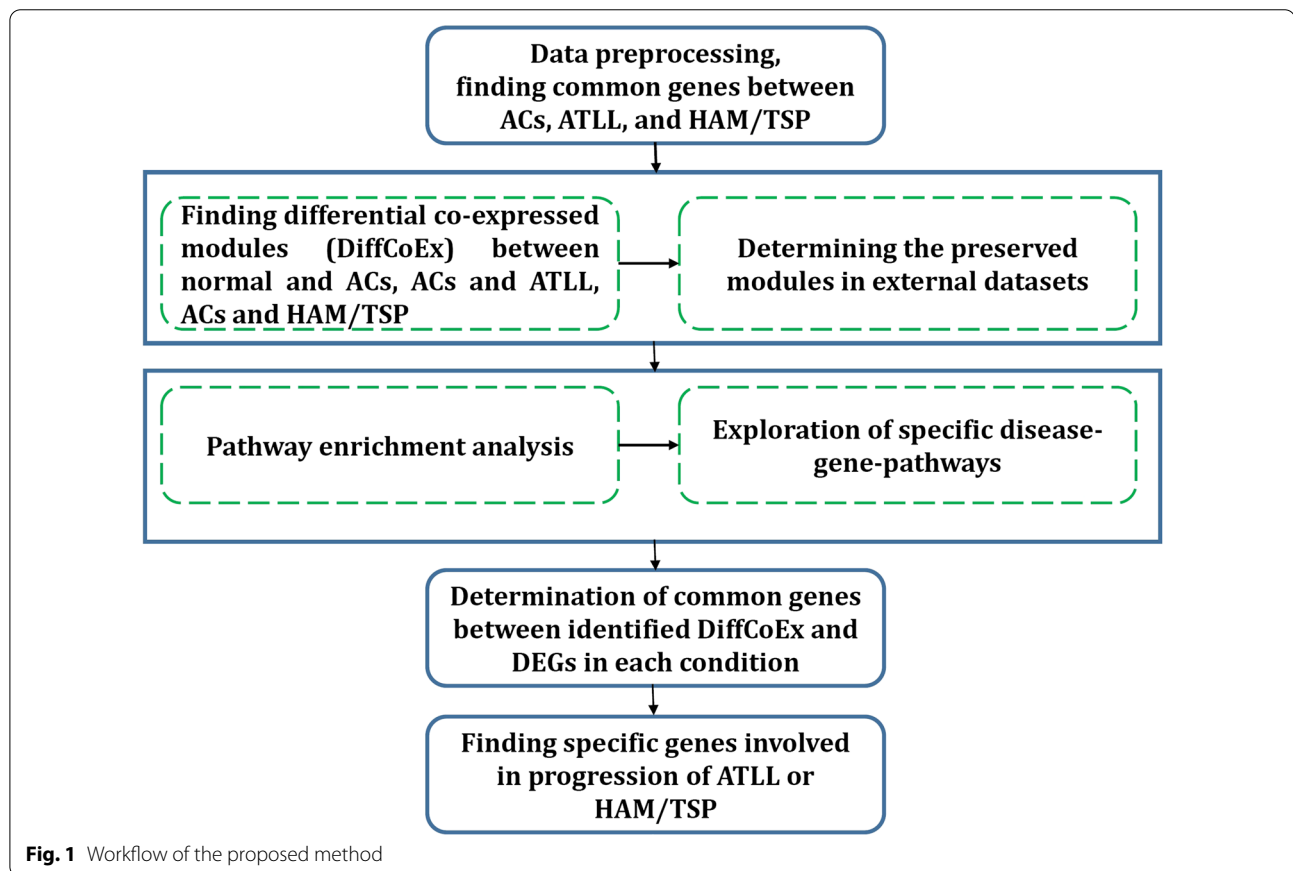 Data preprocessing,
finding common genes between
ACs, ATLL, and HAM/TSP
Finding differential co-expressed
modules (DiffCoEx) between
normal and ACs, ACs and ATLL,
ACs and HAM/TSP
Determining the preserved
modules in external datasets
Pathway enrichment analysis
Exploration of specific disease-
gene-pathways
Determination of common genes
between identified DiffCoEx and
DEGs in each condition
Finding specific genes involved
in progression of ATLL or
HAM/TSP
Fig. 1 Workflow of the proposed method